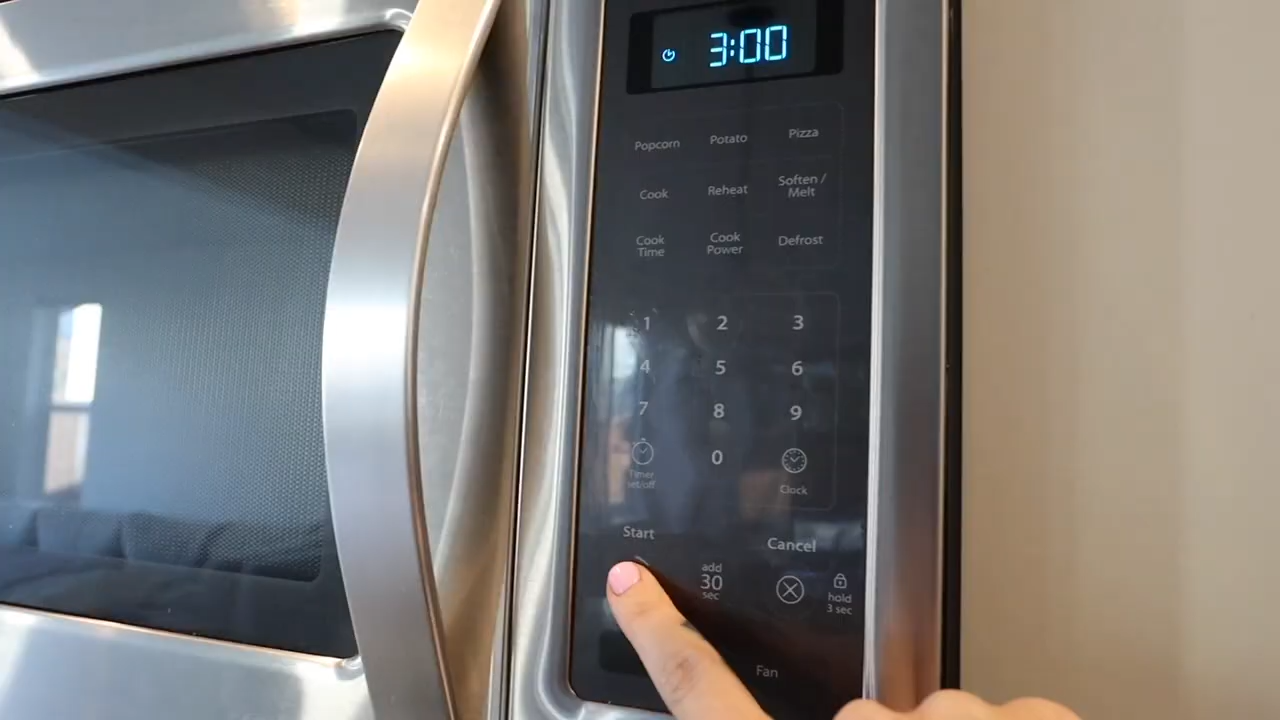 3:00
Popcorn Potato Pizza
Cook Reheat Soften /
Melt
Cook
Time
Cook
Power
Defrost
1 2 3
4 5 6
7 8 9
0
Timer
set/off
Clock
Start
Cancel
add
30
sec
hold
3 sec
Fan